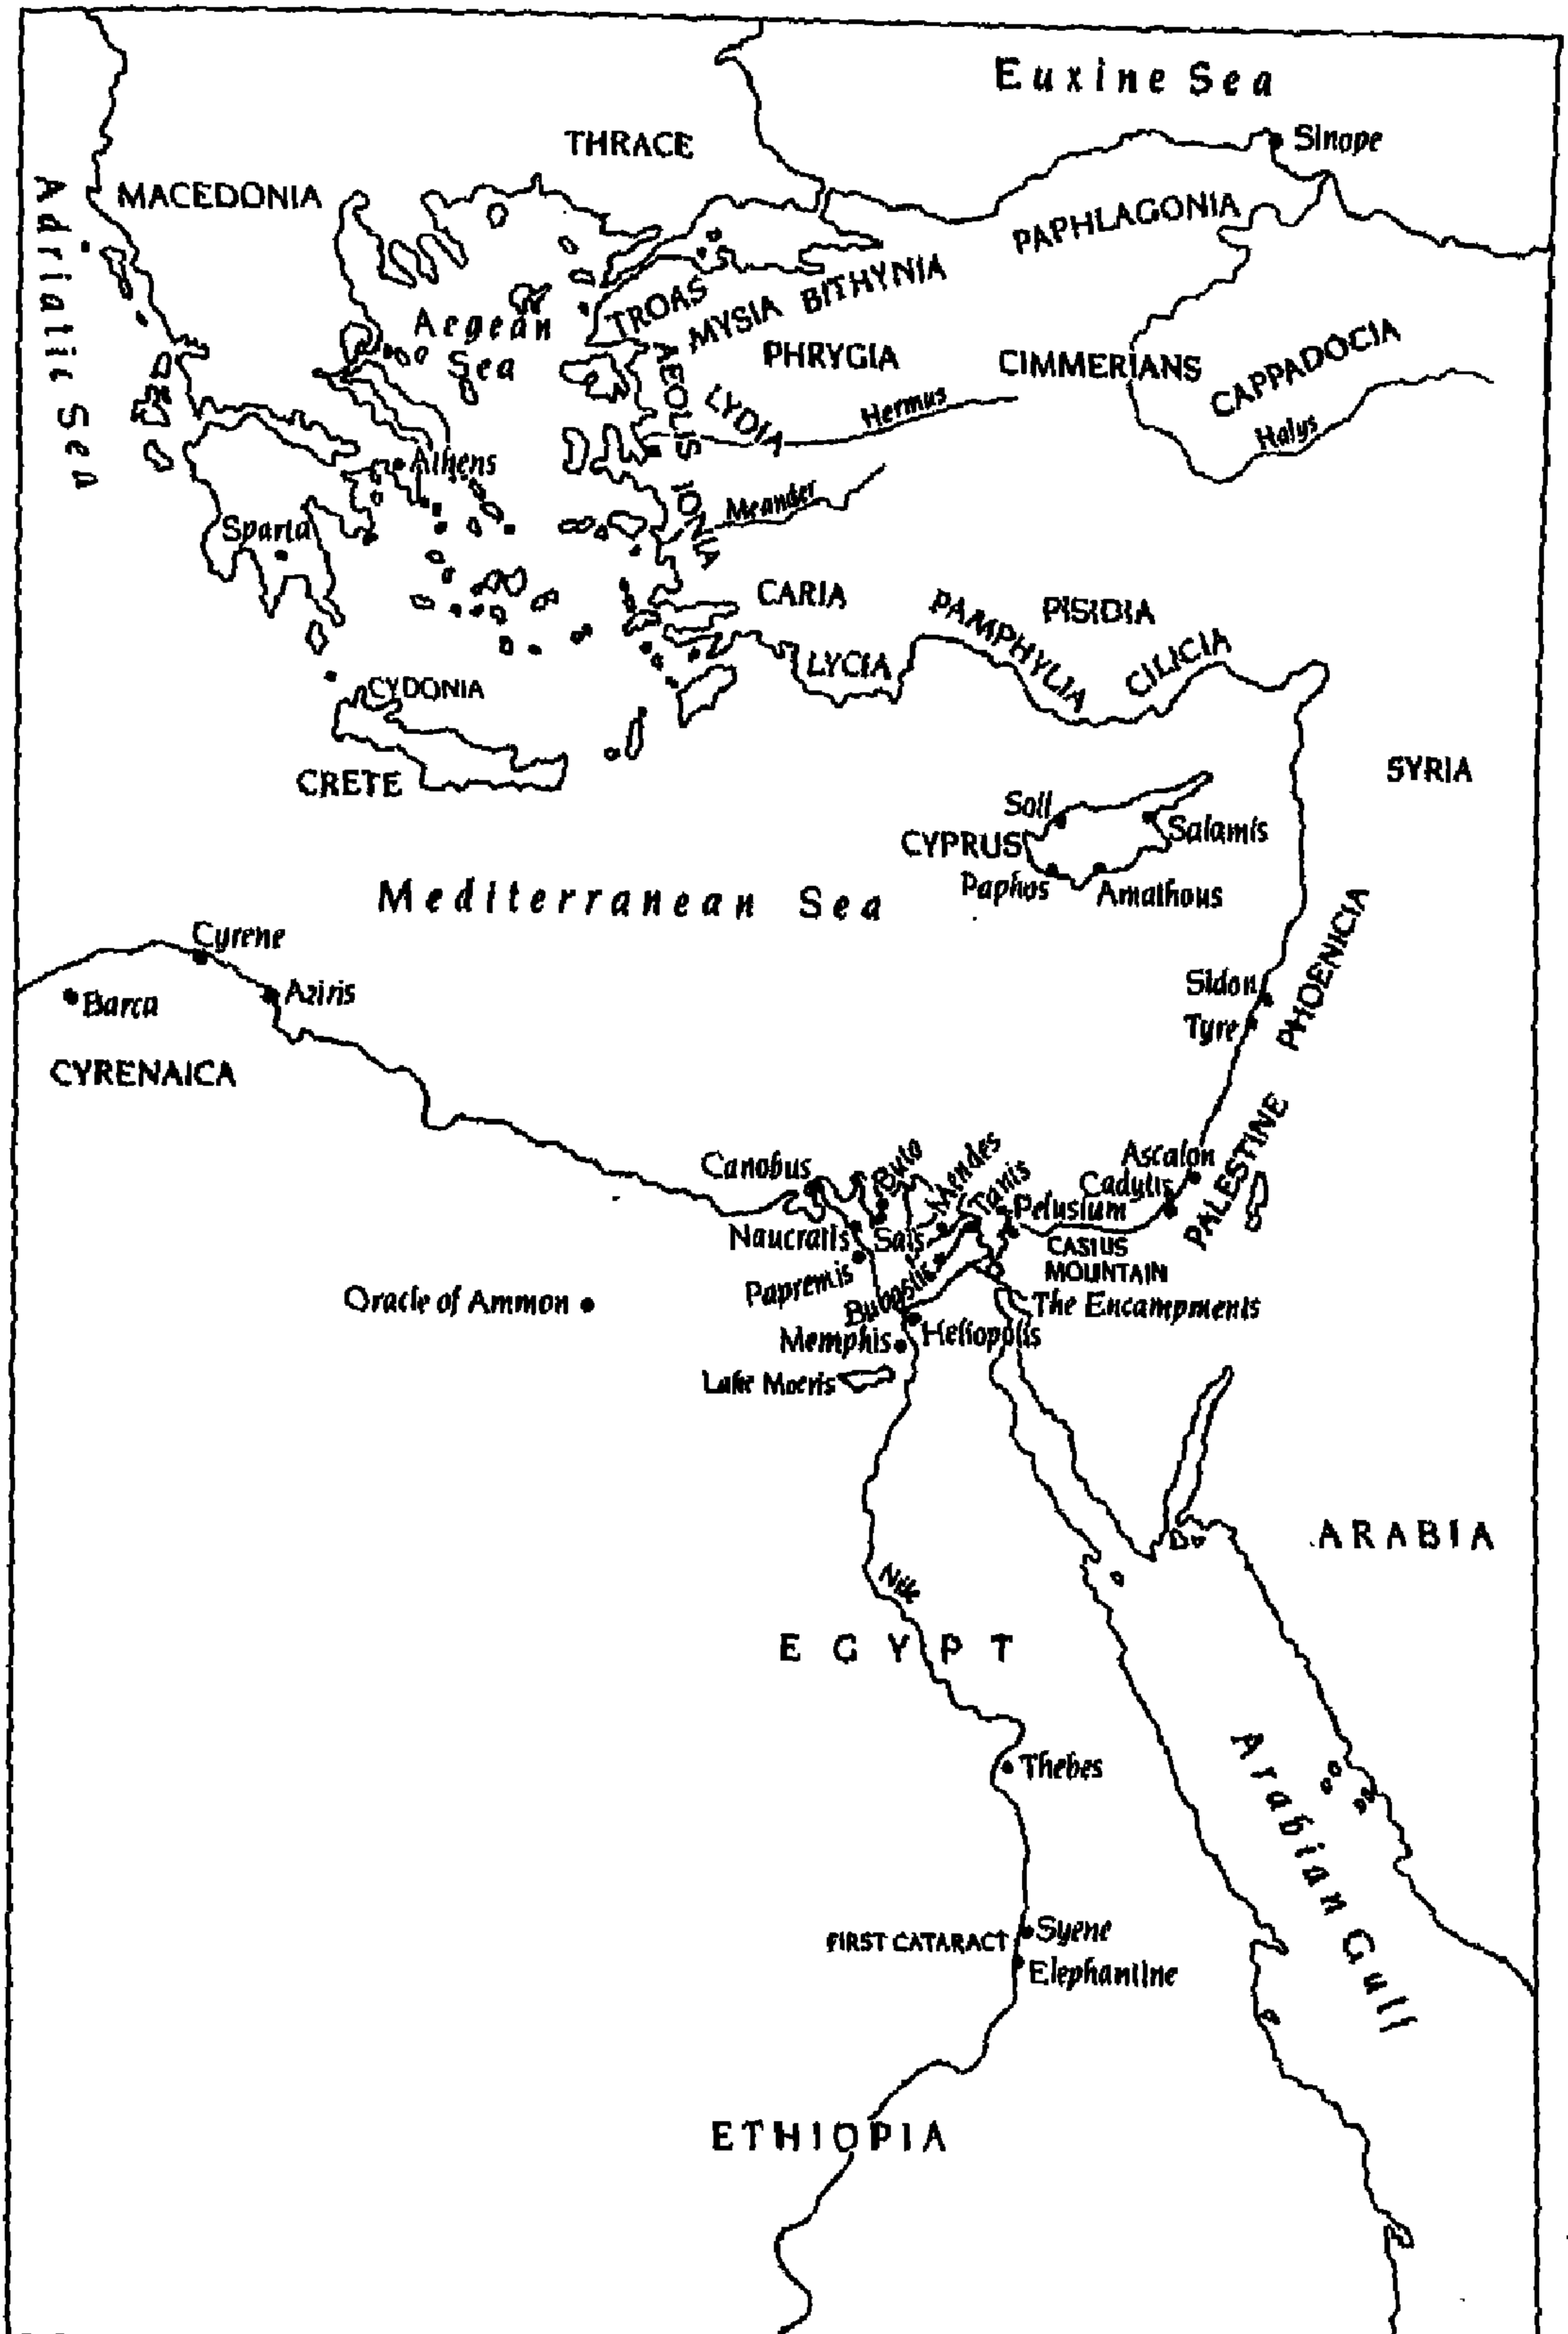 Euxine Sea
Sinope
THRACE
MACEDONIA
Adriatic Sea
PAPHLAGONIA
TROAS
MYSIA
BITHYNIA
Aegean
Sea
PHRYGIA
CIMMERIANS
CAPPADOCIA
AEOLIS
LYDIA
Hermus
Halys
Athens
IONIA
Meander
Sparta
CARIA
PAMPHYLIA
PISIDIA
CILICIA
LYCIA
CYDONIA
CRETE
SYRIA
Soli
CYPRUS
Salamis
Paphos
Amathous
Mediterranean Sea
Cyrene
Barca
Aziris
CYRENAICA
Sidon
Tyre
PHOENICIA
PALESTINE
Ascalon
Cadytis
Canobus
Buto
Mendes
Tanis
Pelusium
Naucratis
Sais
CASIUS
MOUNTAIN
Papremis
Bubastis
The Encampments
Oracle of Ammon
Memphis
Heliopolis
Lake Moeris
ARABIA
Nile
EGYPT
Thebes
Arabian Gulf
FIRST CATARACT
Syene
Elephantine
ETHIOPIA